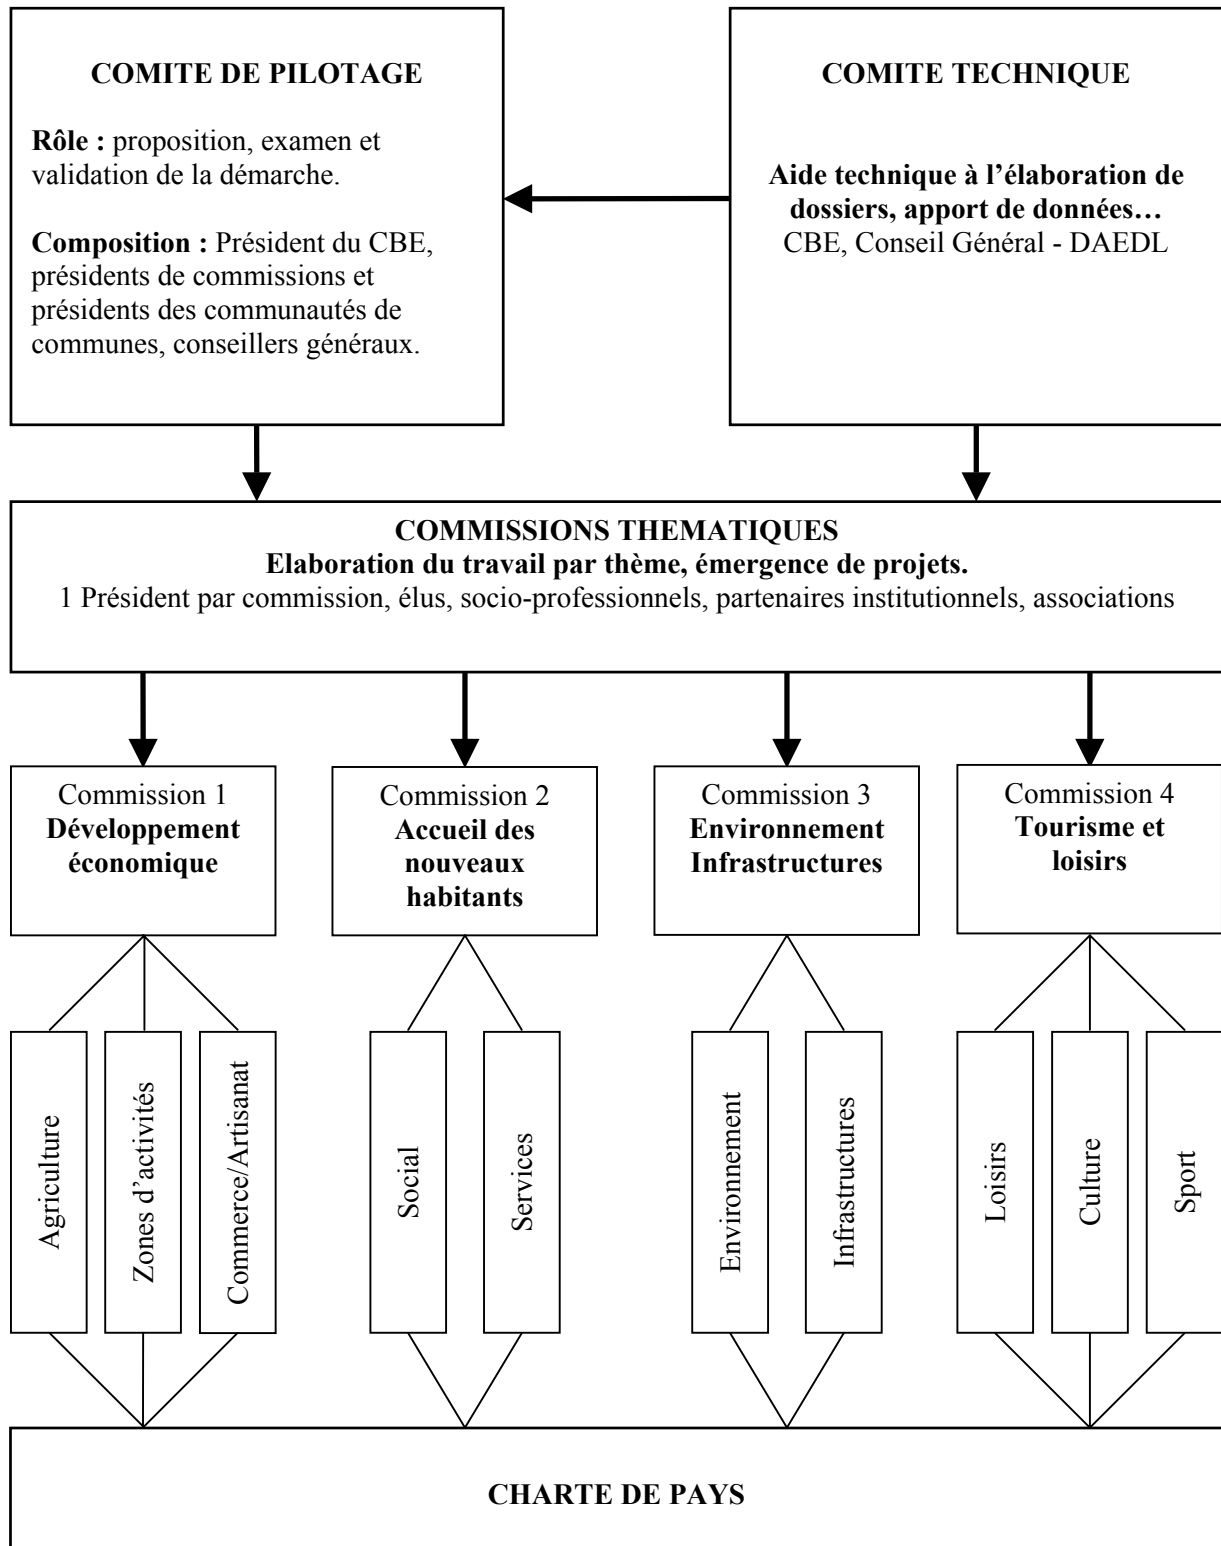 COMITE DE PILOTAGE
Rôle : proposition, examen et
validation de la démarche.
Composition : Président du CBE,
présidents de commissions et
présidents des communautés de
communes, conseillers généraux.
COMITE TECHNIQUE
Aide technique à l’élaboration de
dossiers, apport de données…
CBE, Conseil Général - DAEDL
COMMISSIONS THEMATIQUES
Elaboration du travail par thème, émergence de projets.
1 Président par commission, élus, socio-professionnels, partenaires institutionnels, associations
Commission 1
Développement
économique
Commission 2
Accueil des
nouveaux
habitants
Commission 3
Environnement
Infrastructures
Commission 4
Tourisme et
loisirs
Agriculture
Zones d’activités
Commerce/Artisanat
Social
Services
Environnement
Infrastructures
Loisirs
Culture
Sport
CHARTE DE PAYS